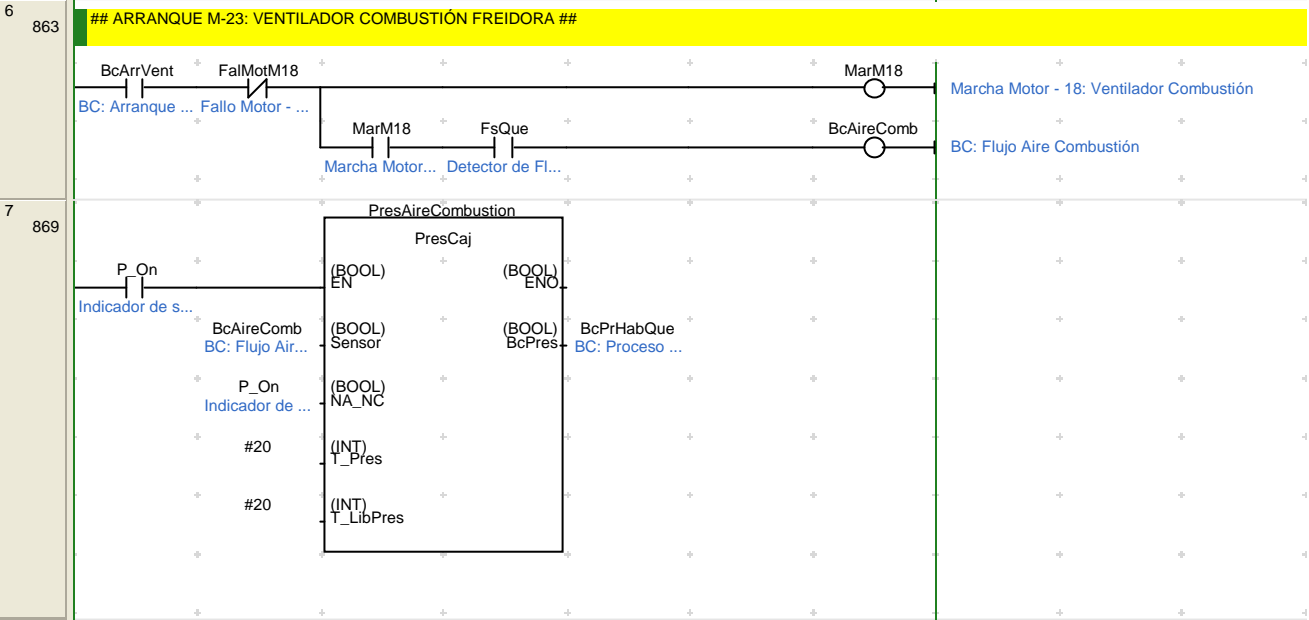 6
863
## ARRANQUE M-23: VENTILADOR COMBUSTIÓN FREIDORA ##
BcArrVent
FalMotM18
MarM18
BC: Arranque ...
Fallo Motor - ...
Marcha Motor - 18: Ventilador Combustión
MarM18
FsQue
BcAireComb
Marcha Motor...
Detector de Fl...
BC: Flujo Aire Combustión
7
869
PresAireCombustion
PresCaj
P_On
Indicador de s...
(BOOL)
EN
(BOOL)
ENO
BcAireComb
BC: Flujo Air...
(BOOL)
Sensor
(BOOL)
BcPres
BcPrHabQue
BC: Proceso ...
P_On
Indicador de ...
(BOOL)
NA_NC
#20
(INT)
T_Pres
#20
(INT)
T_LibPres